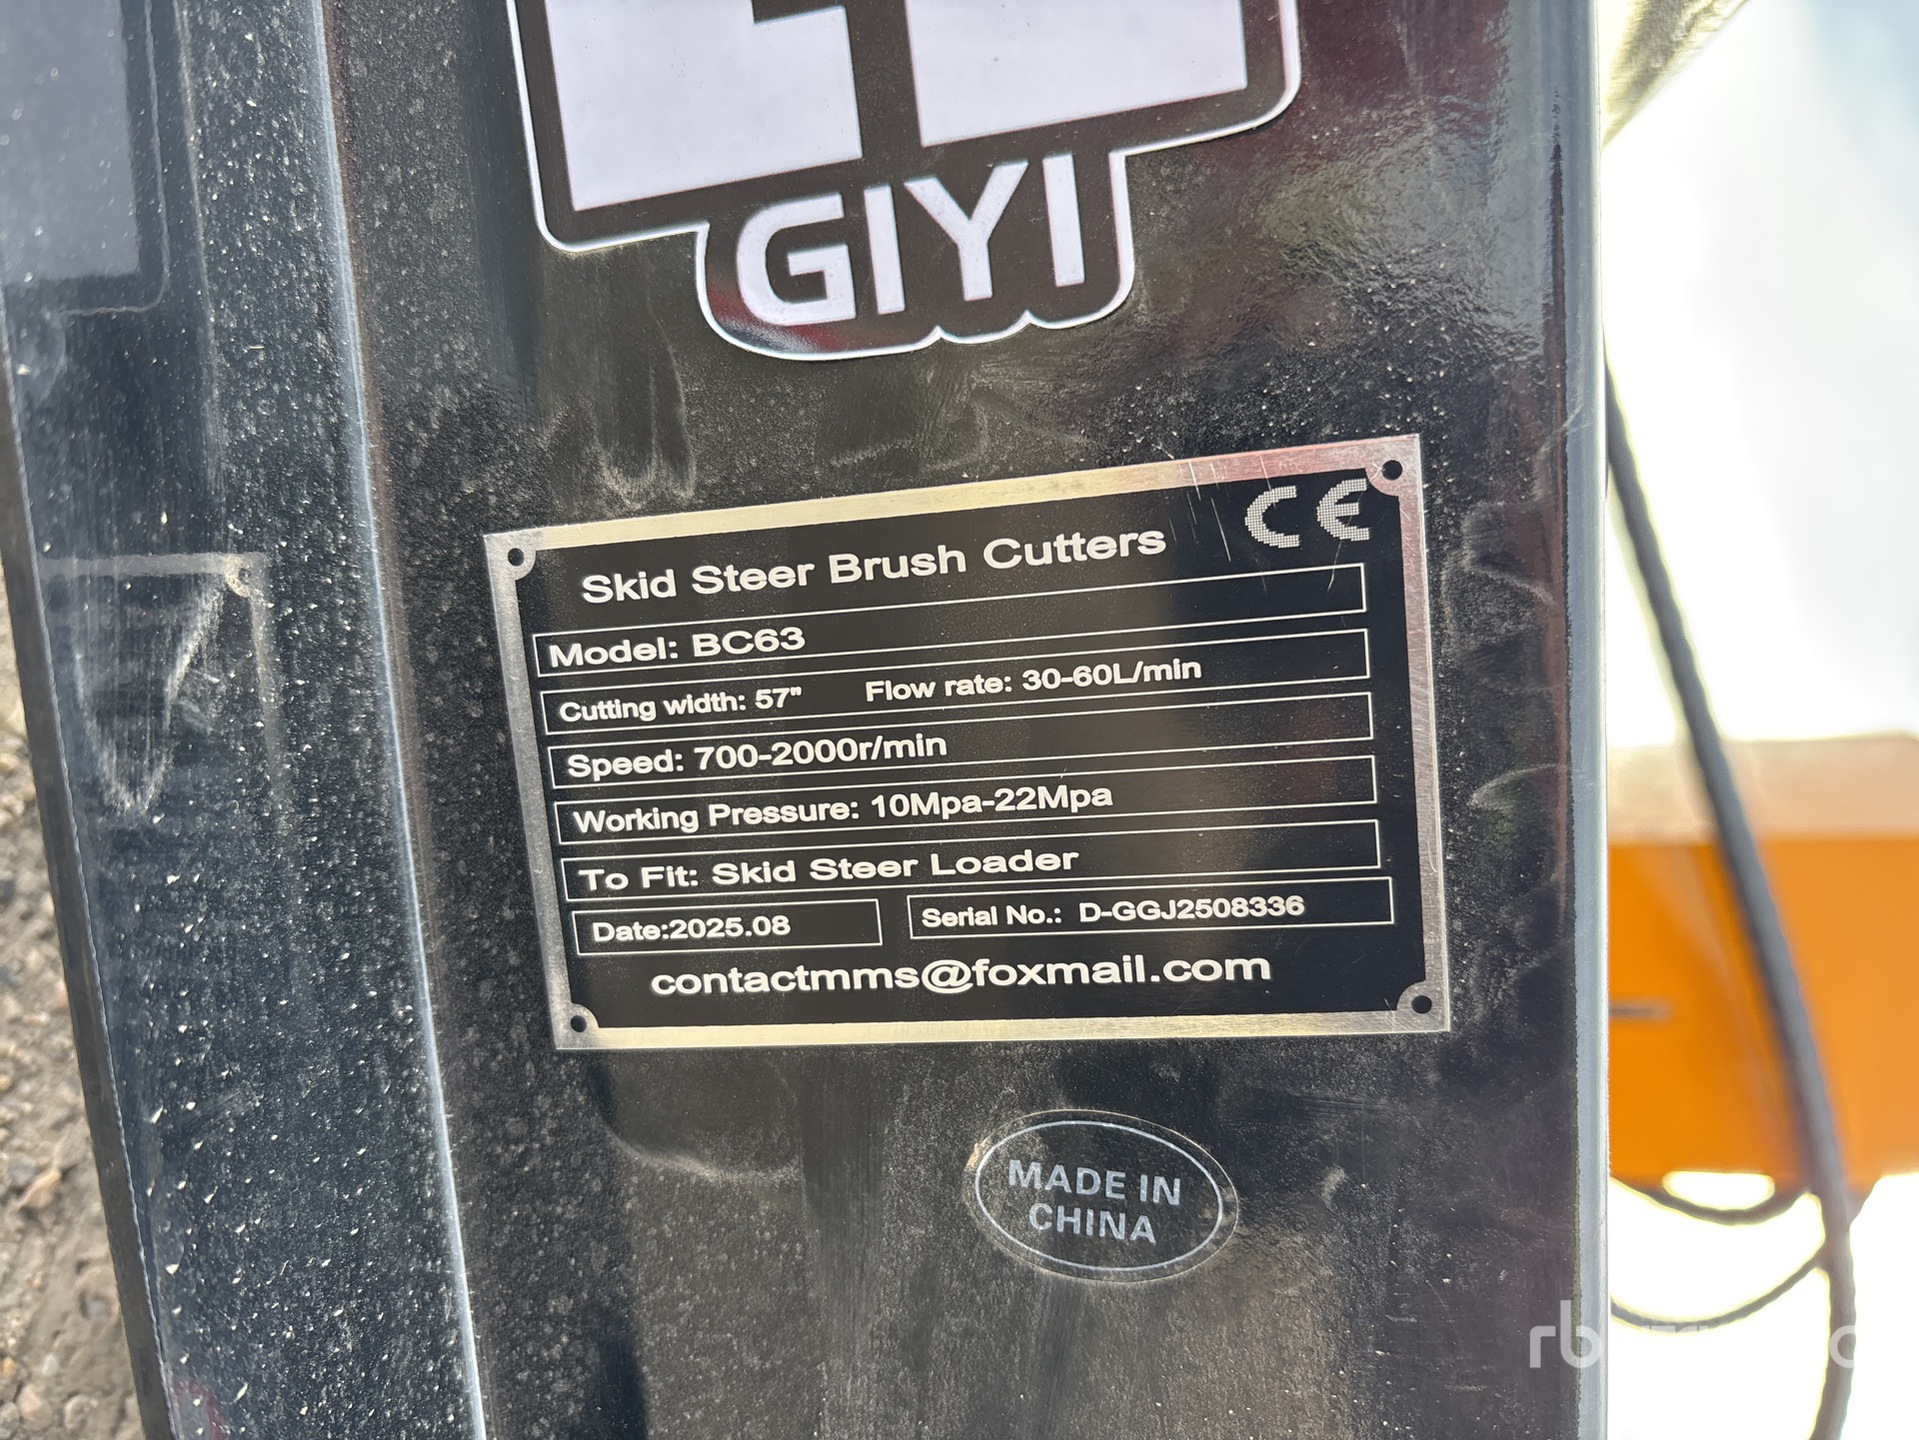 GIYI
CE
Skid Steer Brush Cutters
Model: BC63
Cutting width: 57" Flow rate: 30-60L/min
Speed: 700-2000r/min
Working Pressure: 10Mpa-22Mpa
To Fit: Skid Steer Loader
Date:2025.08 Serial No.: D-GGJ2508336
contactmms@foxmail.com
MADE IN
CHINA
rb